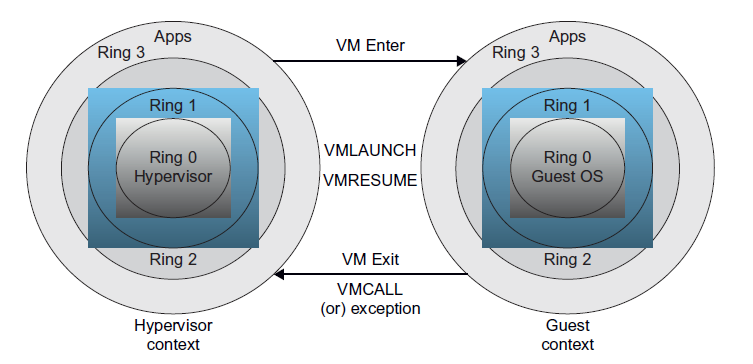 Apps
Ring 3
Ring 1
Ring 0
Hypervisor
Ring 2
Hypervisor
context
VM Enter
VMLAUNCH
VMRESUME
VM Exit
VMCALL
(or) exception
Apps
Ring 3
Ring 1
Ring 0
Guest OS
Ring 2
Guest
context